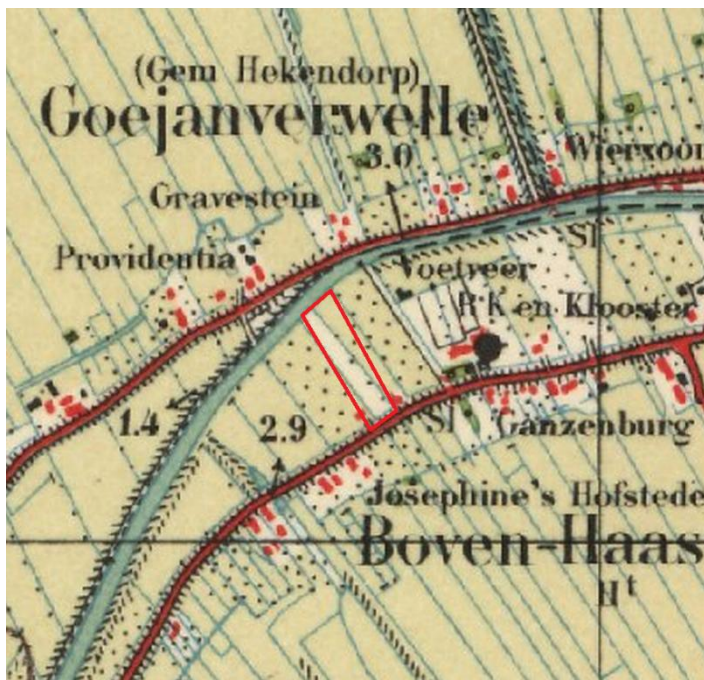 (Gem Hekendorp)
Goejanverwelle
3.0
Gravestein
Providentia
Voetveer
Sl
R K en Klooster
1.4
2.9
Sl
Ganzenburg
Josephine's Hofstede
Boven-Haas
Hᵗ